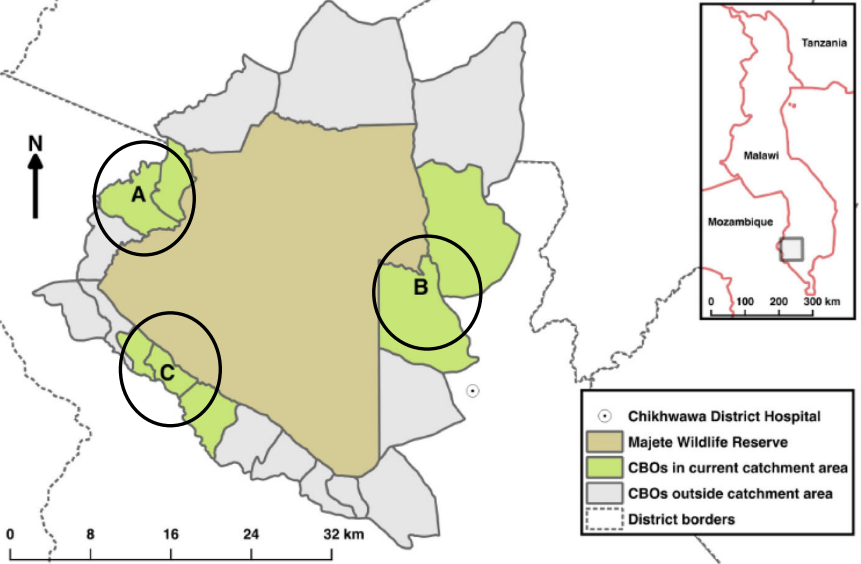 N
A
B
C
0 8 16 24 32 km
Tanzania
Malawi
Mozambique
0 100 200 300 km
Chikhwawa District Hospital
Majete Wildlife Reserve
CBOs in current catchment area
CBOs outside catchment area
District borders